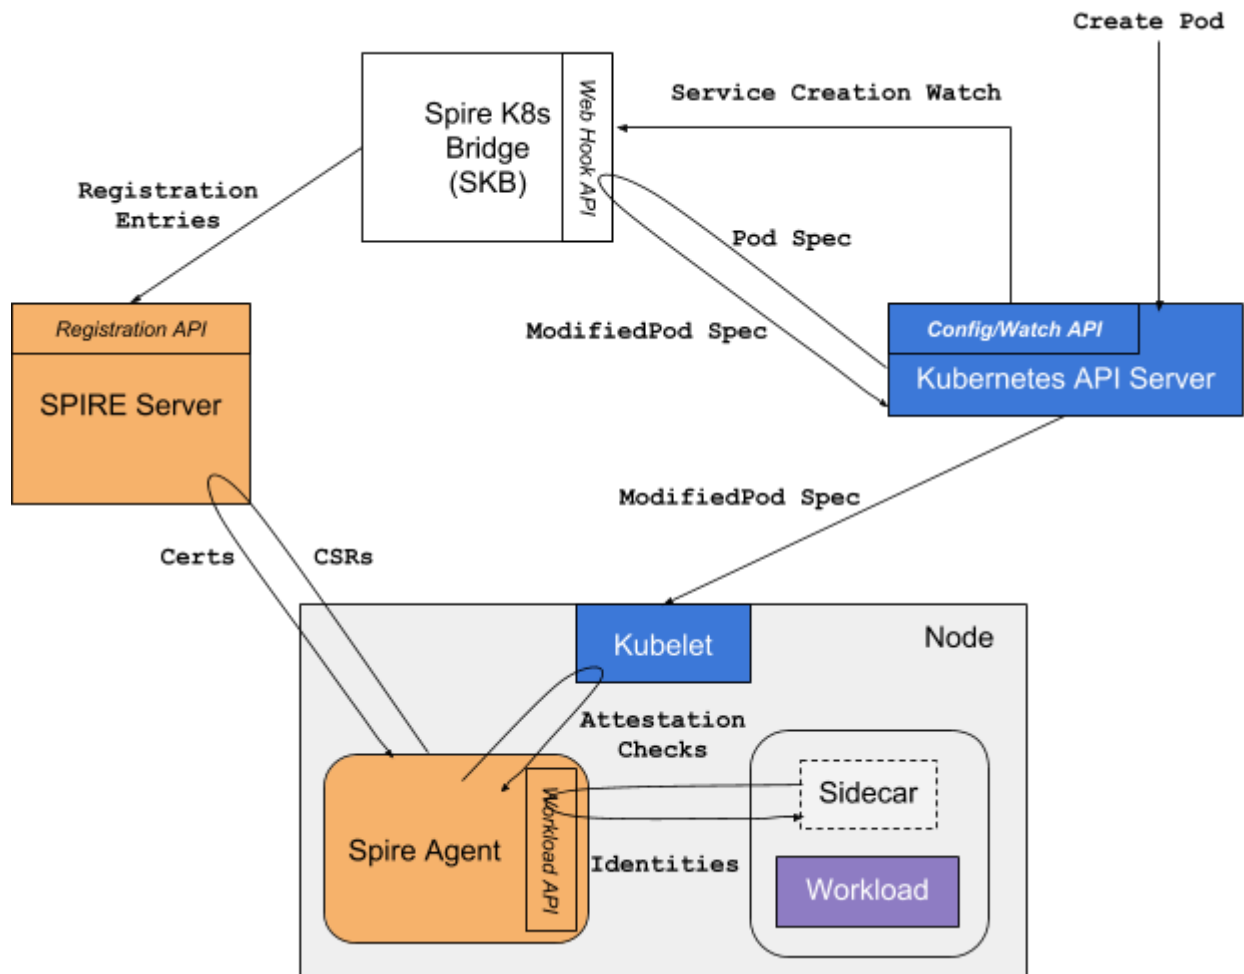 Create Pod
Service Creation Watch
Spire K8s
Bridge
(SKB)
Web Hook API
Registration
Entries
Pod Spec
ModifiedPod Spec
Registration API
SPIRE Server
Config/Watch API
Kubernetes API Server
ModifiedPod Spec
Certs
CSRs
Kubelet
Node
Attestation
Checks
Sidecar
Spire Agent
Workload API
Identities
Workload